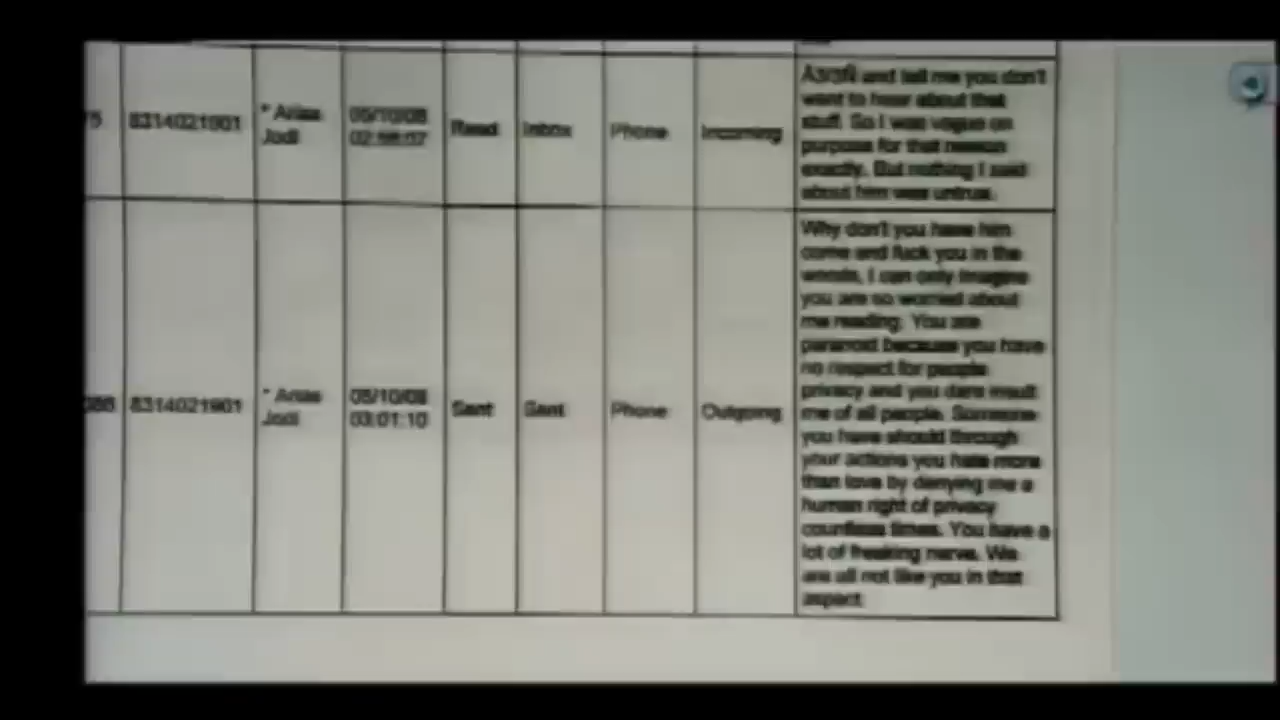 * Arias
Jodi
05/10/08
Read
Inbox
Phone
Incoming
and tell me you don't
want to hear about that
stuff. So I was vague on
purpose for that reason
exactly. But nothing I said
about him was untrue.
8314021901
* Arias
Jodi
05/10/08
03:01:10
Sent
Sent
Phone
Outgoing
Why don't you have him
come and fuck you in the
woods, I can only imagine
you are so worried about
me reading. You are
paranoid because you have
no respect for people
privacy and you dare insult
me of all people. Someone
you have should through
your actions you hate more
than love by denying me a
human right of privacy
countless times. You have a
lot of freaking nerve. We
are all not like you in that
aspect